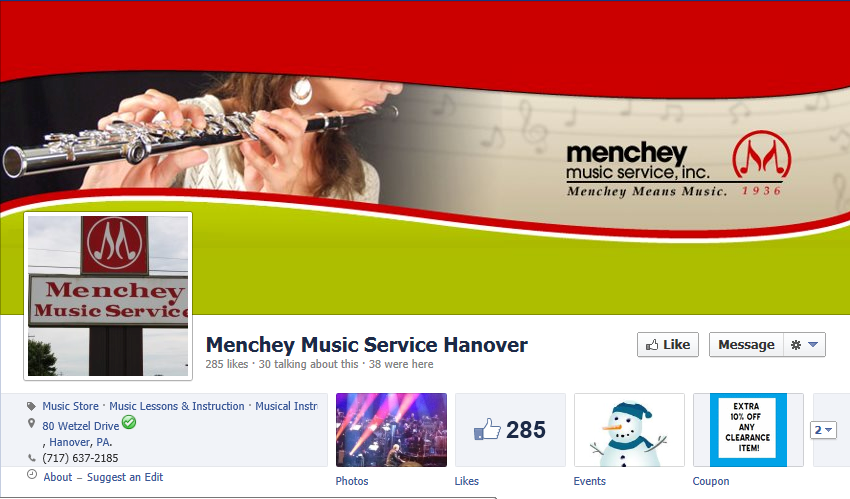 menchey
music service, inc.
Menchey Means Music.
1936
Menchey
Music Service
Menchey Music Service Hanover
285 likes · 30 talking about this · 38 were here
Like
Message
Music Store · Music Lessons & Instruction · Musical Instr
80 Wetzel Drive
, Hanover, PA.
(717) 637-2185
About – Suggest an Edit
285
EXTRA
10% OFF
ANY
CLEARANCE
ITEM!
2
Photos
Likes
Events
Coupon